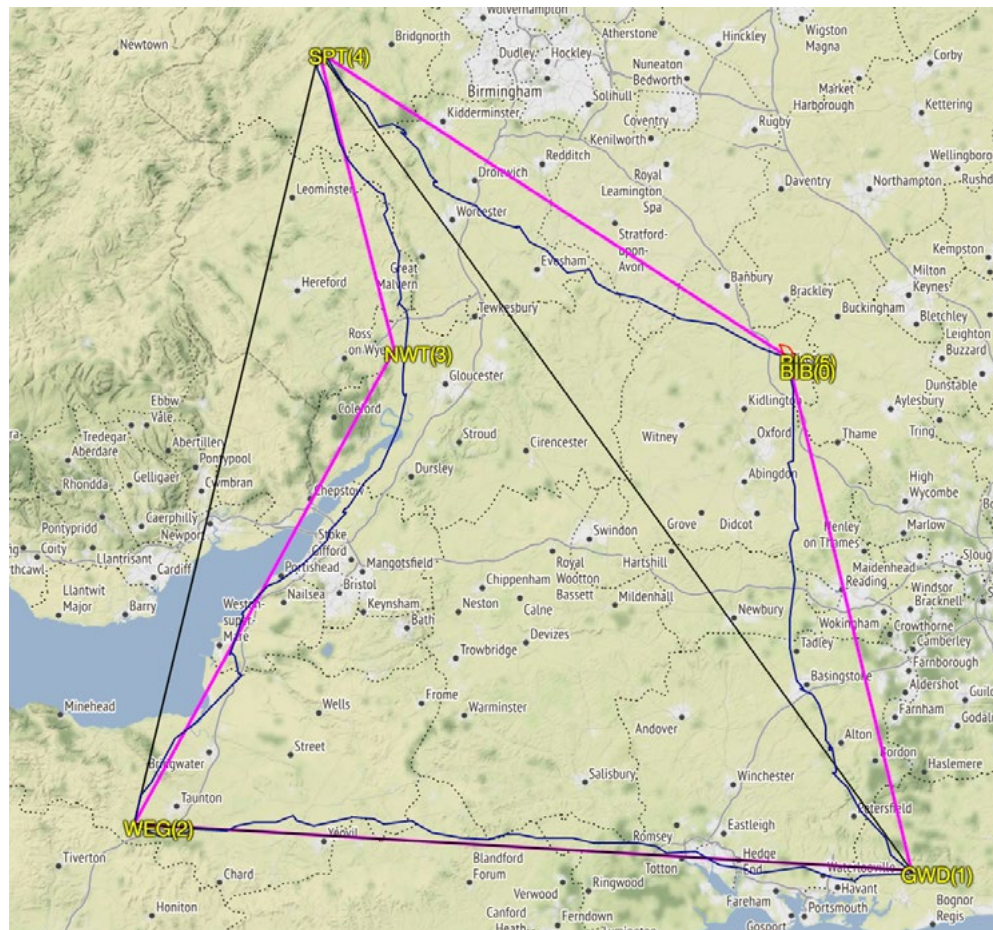 Wolverhampton
Atherstone
Hinckley
Wigston
Magna
Newtown
SPT(4)
Bridgnorth
Dudley
Hockley
Nuneaton
Bedworth
Corby
Birmingham
Solihull
Market
Harborough
Kettering
Kidderminster
Coventry
Rugby
Kenilworth
Redditch
Droitwich
Royal
Leamington
Spa
Wellingboro
Rushd
Daventry
Northampton
Leominster
Worcester
Stratford-
upon-
Avon
Kempston
Great
Malvern
Evesham
Banbury
Milton
Keynes
Hereford
Brackley
Buckingham
Bletchley
Tewkesbury
Leighton
Buzzard
Ross
on Wye
NWT(3)
BIC(5)
BIB(0)
Gloucester
Dunstable
Kidlington
Aylesbury
Tring
Ebbw
Vale
Coleford
Witney
Oxford
Thame
Tredegar
Aberdare
Abertillery
Stroud
Cirencester
Pontypool
Rhondda
Gelligaer
Cwmbran
Dursley
Abingdon
High
Wycombe
Chepstow
Pontypridd
Caerphilly
Newport
Grove
Didcot
Marlow
Henley
on Thames
Swindon
Stoke
Gifford
Coity
Llantrisant
Cardiff
Portishead
Mangotsfield
Royal
Wootton
Bassett
Hartshill
Maidenhead
Slou
rthcawl
Reading
Windsor
Bracknell
Llantwit
Major
Barry
Nailsea
Bristol
Chippenham
Mildenhall
Weston-
super-
Mare
Keynsham
Neston
Calne
Newbury
Wokingham
Crowthorne
Camberley
Bath
Devizes
Trowbridge
Tadley
Farnborough
Basingstoke
Aldershot
Guild
Minehead
Wells
Frome
Warminster
Andover
Farnham
Godal
Street
Alton
Bordon
Haslemere
Bridgwater
Salisbury
Winchester
Taunton
Petersfield
WEG(2)
Yeovil
Romsey
Eastleigh
Tiverton
Blandford
Forum
Totton
Hedge
End
Waterlooville
GWD(1)
Chard
Ringwood
Havant
Verwood
Fareham
Portsmouth
Bognor
Regis
Honiton
Canford
Heath
Ferndown
Gosport